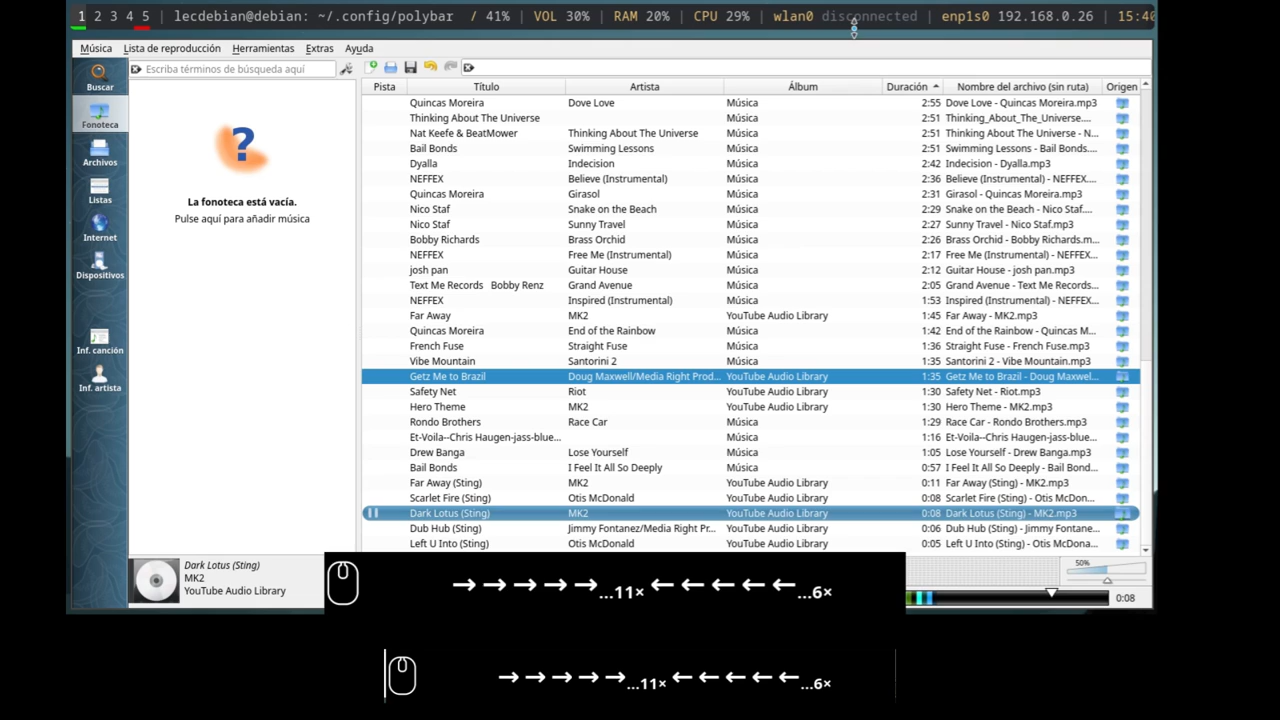 1 2 3 4 5 | lecdebian@debian: ~/.config/polybar / 41% | VOL 30% | RAM 20% | CPU 29% | wlan0 disconnected | enp1s0 192.168.0.26 | 15:40
Música Lista de reproducción Herramientas Extras Ayuda
Escriba términos de búsqueda aquí
Buscar
Fonoteca
Archivos
Listas
Internet
Dispositivos
Inf. canción
Inf. artista
?
La fonoteca está vacía.
Pulse aquí para añadir música
Pista Título Artista Álbum Duración Nombre del archivo (sin ruta) Origen
Quincas Moreira Dove Love Música 2:55 Dove Love - Quincas Moreira.mp3
Thinking About The Universe Música 2:51 Thinking_About_The_Universe....
Nat Keefe & BeatMower Thinking About The Universe Música 2:51 Thinking About The Universe - N...
Bail Bonds Swimming Lessons Música 2:51 Swimming Lessons - Bail Bonds....
Dyalla Indecision Música 2:42 Indecision - Dyalla.mp3
NEFFEX Believe (Instrumental) Música 2:36 Believe (Instrumental) - NEFFEX...
Quincas Moreira Girasol Música 2:31 Girasol - Quincas Moreira.mp3
Nico Staf Snake on the Beach Música 2:29 Snake on the Beach - Nico Staf....
Nico Staf Sunny Travel Música 2:27 Sunny Travel - Nico Staf.mp3
Bobby Richards Brass Orchid Música 2:26 Brass Orchid - Bobby Richards.m...
NEFFEX Free Me (Instrumental) Música 2:17 Free Me (Instrumental) - NEFFEX...
josh pan Guitar House Música 2:12 Guitar House - josh pan.mp3
Text Me Records Bobby Renz Grand Avenue Música 2:05 Grand Avenue - Text Me Records...
NEFFEX Inspired (Instrumental) Música 1:53 Inspired (Instrumental) - NEFFEX...
Far Away MK2 YouTube Audio Library 1:45 Far Away - MK2.mp3
Quincas Moreira End of the Rainbow Música 1:42 End of the Rainbow - Quincas M...
French Fuse Straight Fuse Música 1:36 Straight Fuse - French Fuse.mp3
Vibe Mountain Santorini 2 Música 1:35 Santorini 2 - Vibe Mountain.mp3
Getz Me to Brazil Doug Maxwell/Media Right Prod... YouTube Audio Library 1:35 Getz Me to Brazil - Doug Maxwel...
Safety Net Riot YouTube Audio Library 1:30 Safety Net - Riot.mp3
Hero Theme MK2 YouTube Audio Library 1:30 Hero Theme - MK2.mp3
Rondo Brothers Race Car Música 1:29 Race Car - Rondo Brothers.mp3
Et-Voila--Chris Haugen-jass-blue... Música 1:16 Et-Voila--Chris Haugen-jass-blue...
Drew Banga Lose Yourself Música 1:05 Lose Yourself - Drew Banga.mp3
Bail Bonds I Feel It All So Deeply Música 0:57 I Feel It All So Deeply - Bail Bond...
Far Away (Sting) MK2 YouTube Audio Library 0:11 Far Away (Sting) - MK2.mp3
Scarlet Fire (Sting) Otis McDonald YouTube Audio Library 0:08 Scarlet Fire (Sting) - Otis McDon...
Dark Lotus (Sting) MK2 YouTube Audio Library 0:08 Dark Lotus (Sting) - MK2.mp3
Dub Hub (Sting) Jimmy Fontanez/Media Right Pr... YouTube Audio Library 0:06 Dub Hub (Sting) - Jimmy Fontane...
Left U Into (Sting) Otis McDonald YouTube Audio Library 0:05 Left U Into (Sting) - Otis McDona...
Dark Lotus (Sting)
MK2
YouTube Audio Library
50%
0:08
→→→→→...11×←←←←←...6×
→→→→→...11×←←←←←...6×